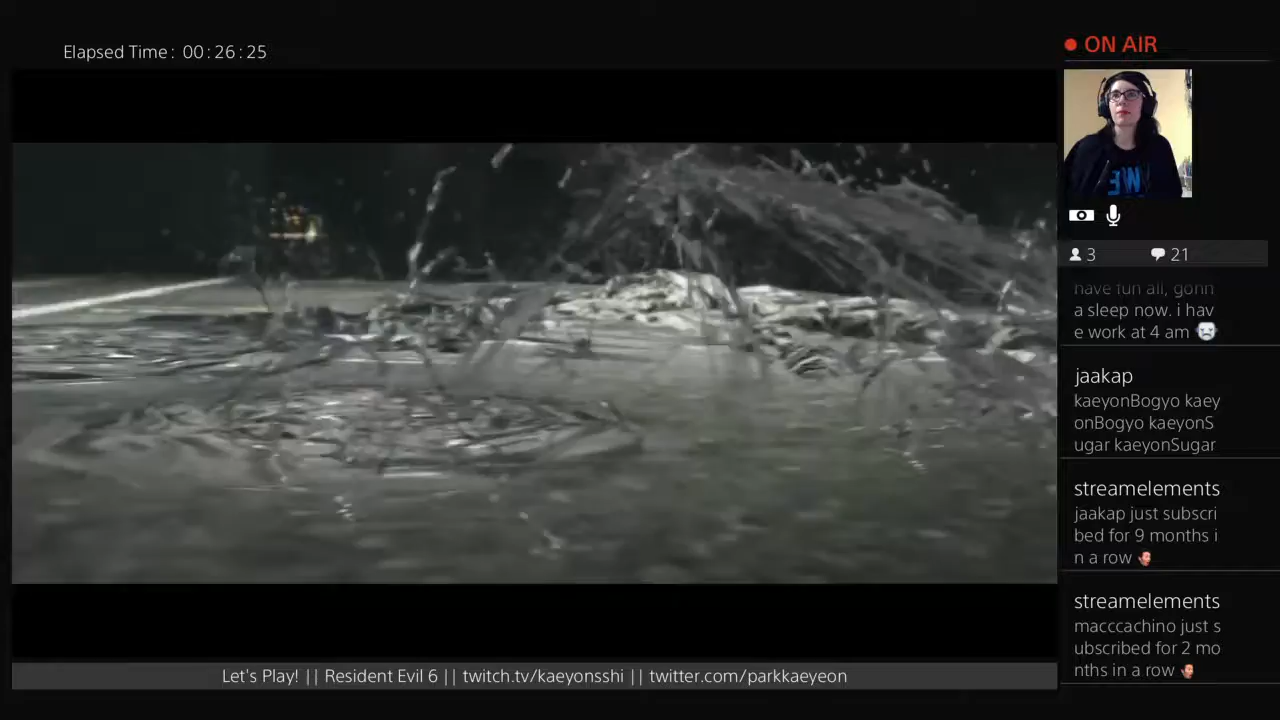 Elapsed Time: 00:26:25
ON AIR
3 21
have fun all, gonn
a sleep now. i hav
e work at 4 am
jaakap
kaeyonBogyo kaey
onBogyo kaeyonS
ugar kaeyonSugar
streamelements
jaakap just subscri
bed for 9 months i
n a row
streamelements
macccachino just s
ubscribed for 2 mo
nths in a row
Let's Play! || Resident Evil 6 || twitch.tv/kaeyonsshi || twitter.com/parkkaeyeon